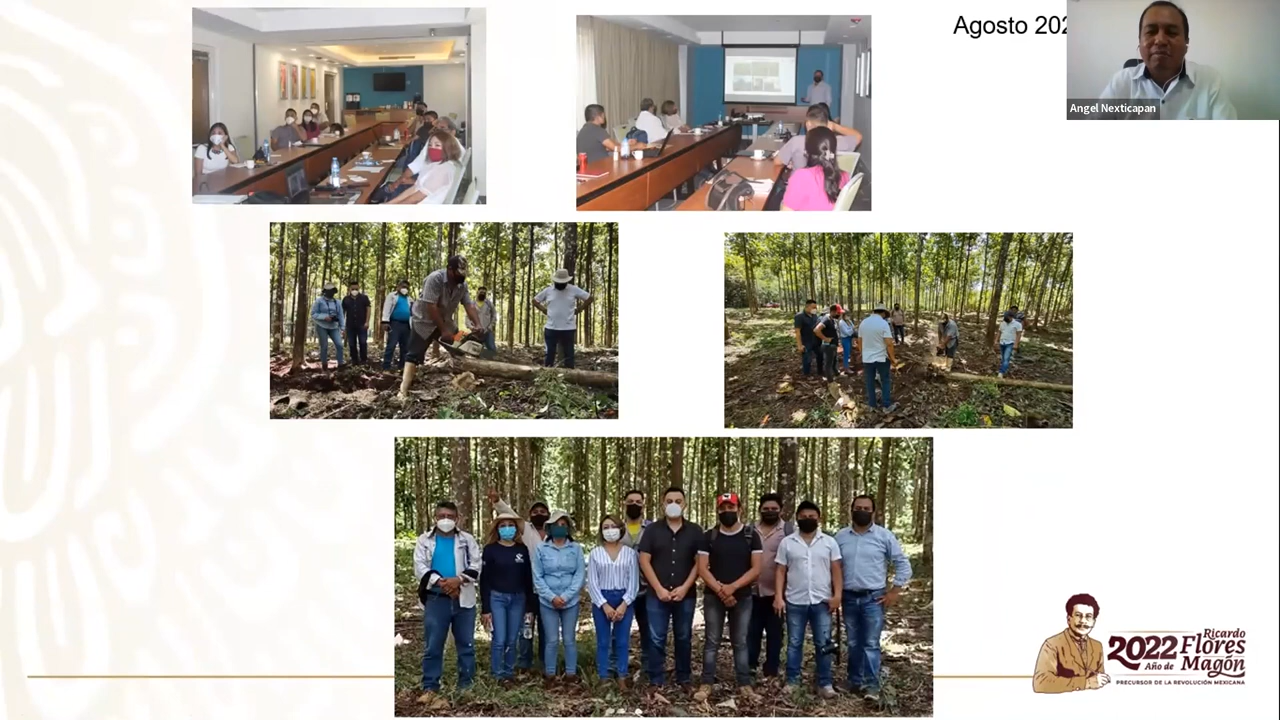 Agosto 202
Angel Nexticapan
2022
Año de
Ricardo
Flores
Magón
PRECURSOR DE LA REVOLUCIÓN MEXICANA